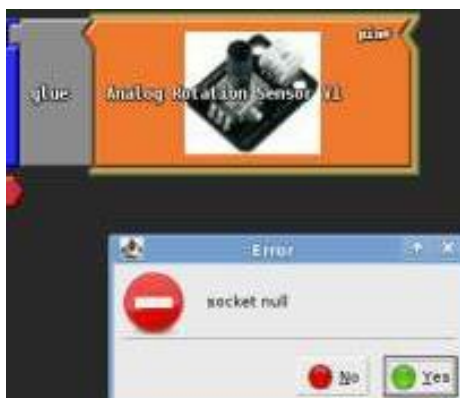 pin#
glue
Analog Rotation Sensor V1
Error
socket null
No
Yes